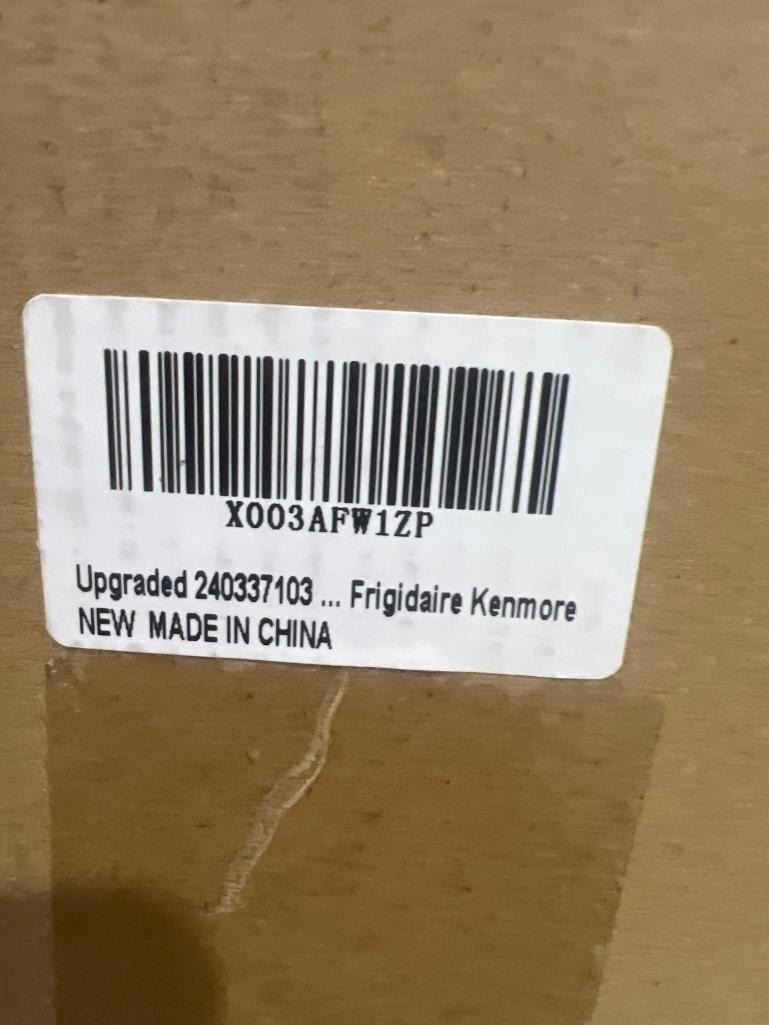 X003AFW1ZP
Upgraded 240337103 ... Frigidaire Kenmore
NEW MADE IN CHINA